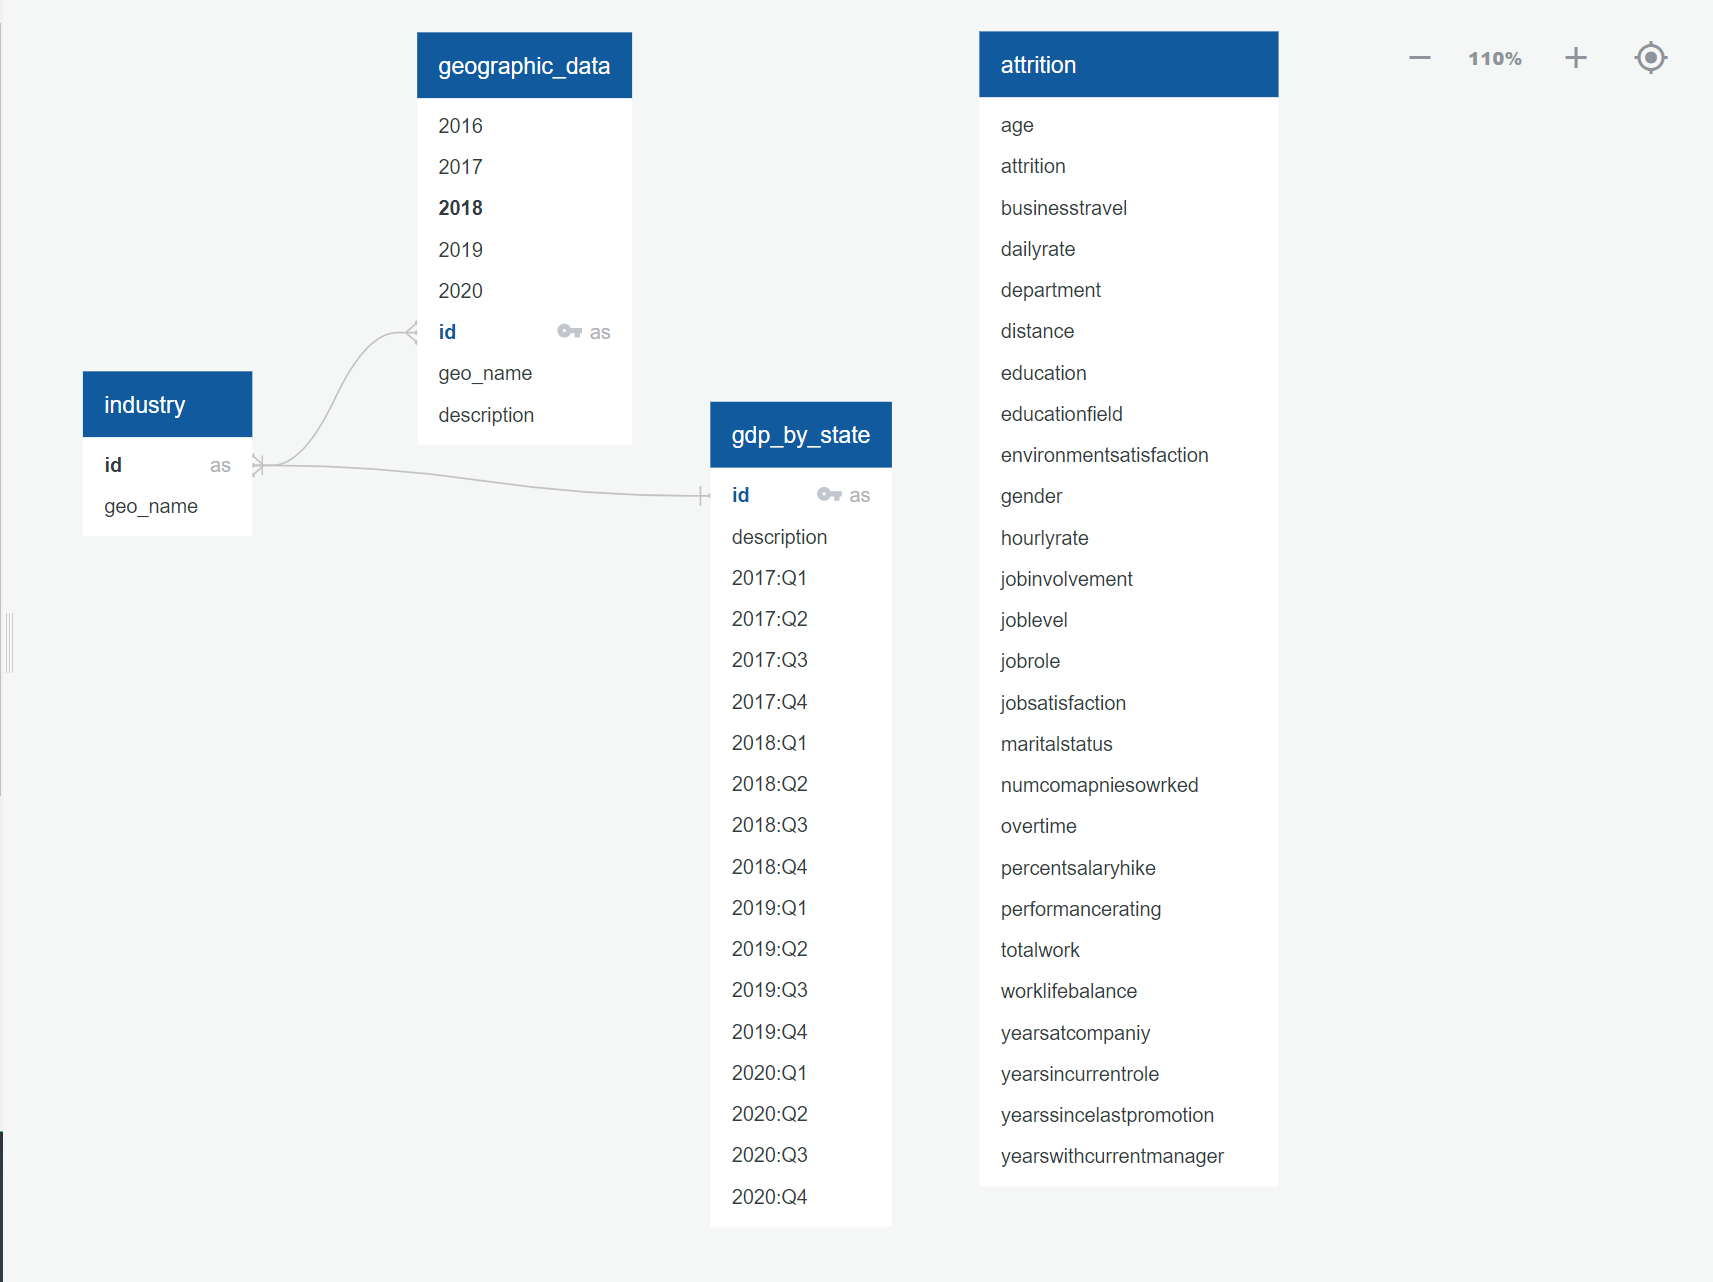 geographic_data
2016
2017
2018
2019
2020
id as
geo_name
description
industry
id as
geo_name
gdp_by_state
id as
description
2017:Q1
2017:Q2
2017:Q3
2017:Q4
2018:Q1
2018:Q2
2018:Q3
2018:Q4
2019:Q1
2019:Q2
2019:Q3
2019:Q4
2020:Q1
2020:Q2
2020:Q3
2020:Q4
attrition
age
attrition
businesstravel
dailyrate
department
distance
education
educationfield
environmentsatisfaction
gender
hourlyrate
jobinvolvement
joblevel
jobrole
jobsatisfaction
maritalstatus
numcomapniesowrked
overtime
percentsalaryhike
performancerating
totalwork
worklifebalance
yearsatcompaniy
yearsincurrentrole
yearssincelastpromotion
yearswithcurrentmanager
110%